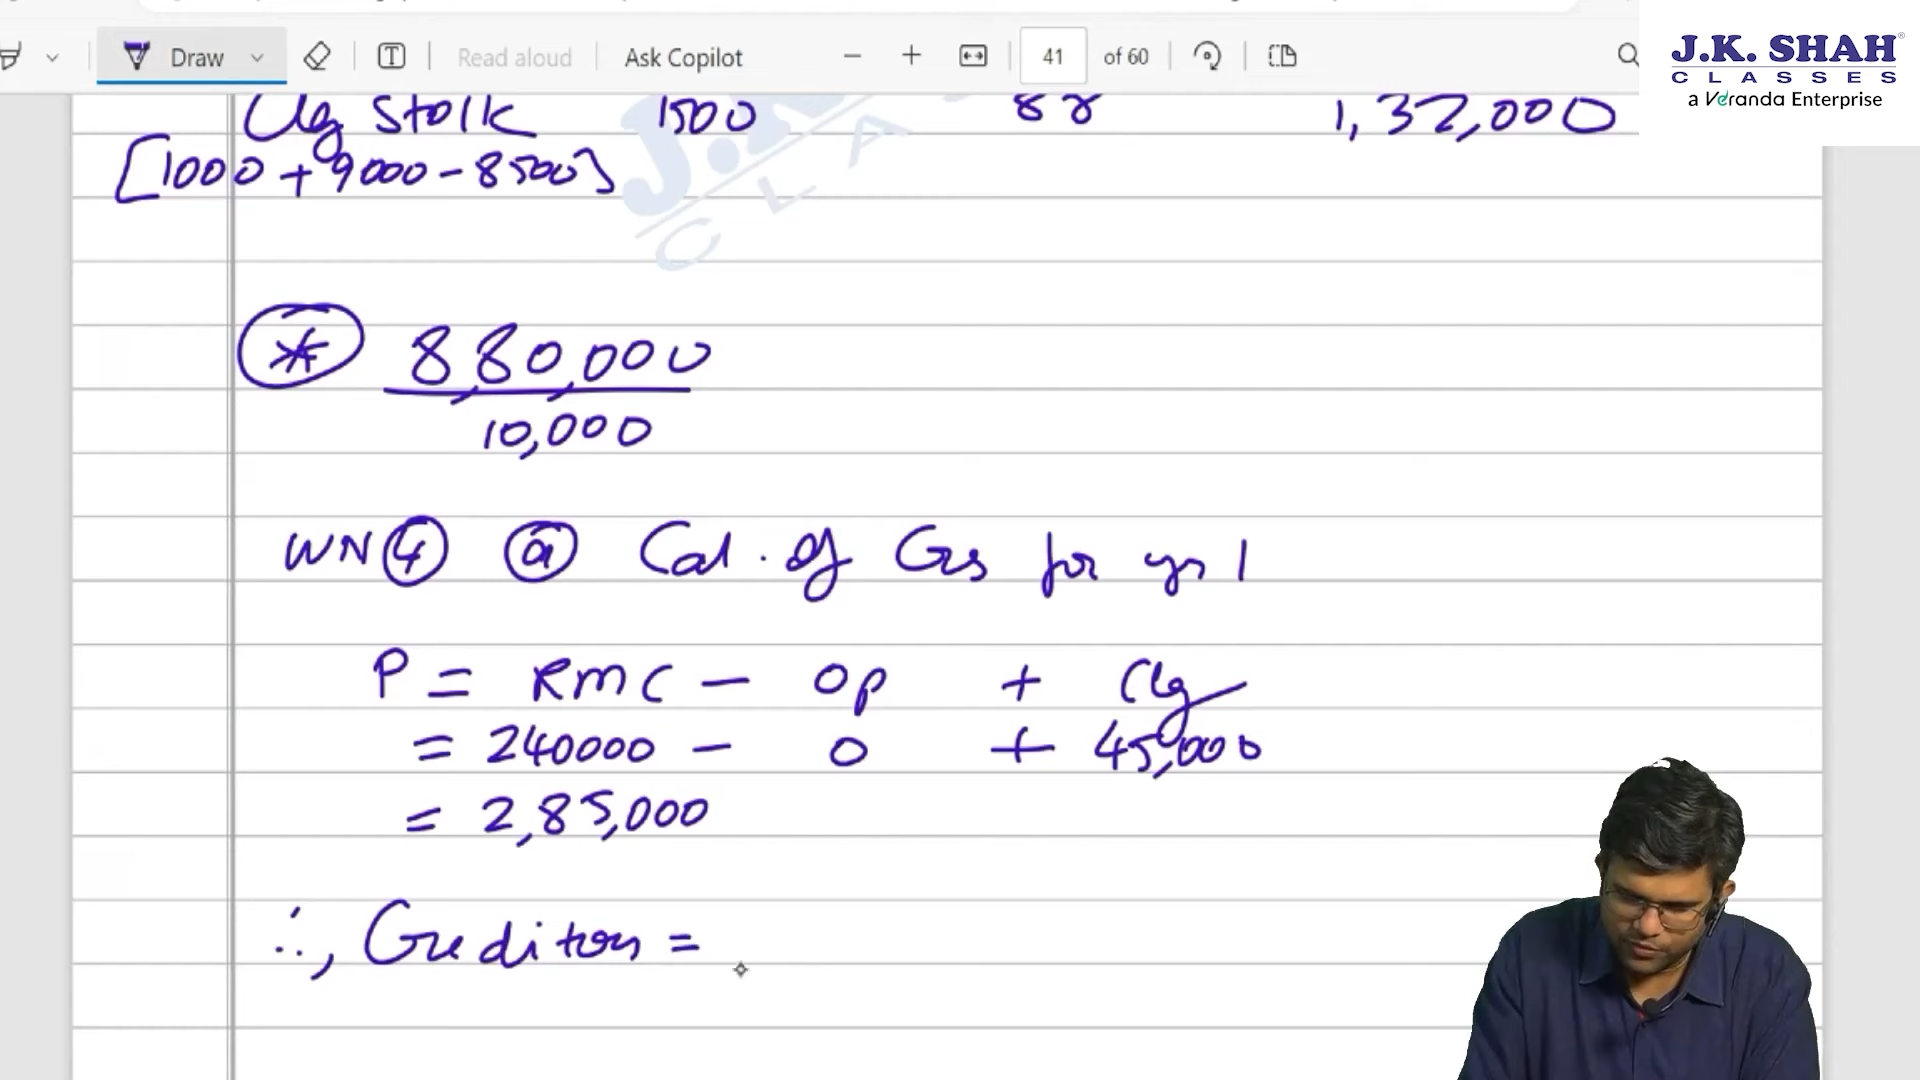 Draw
Read aloud
Ask Copilot
41 of 60
J.K. SHAH
CLASSES
a Veranda Enterprise
Clg Stock 1500 88 1,32,000
[1000 + 9000 - 8500]
* 8,80,000
10,000
WN 4 a Cal. of Crs for yr 1
P = RMC - Op + Clg
= 240000 - 0 + 45,000
= 2,85,000
∴, Creditors =